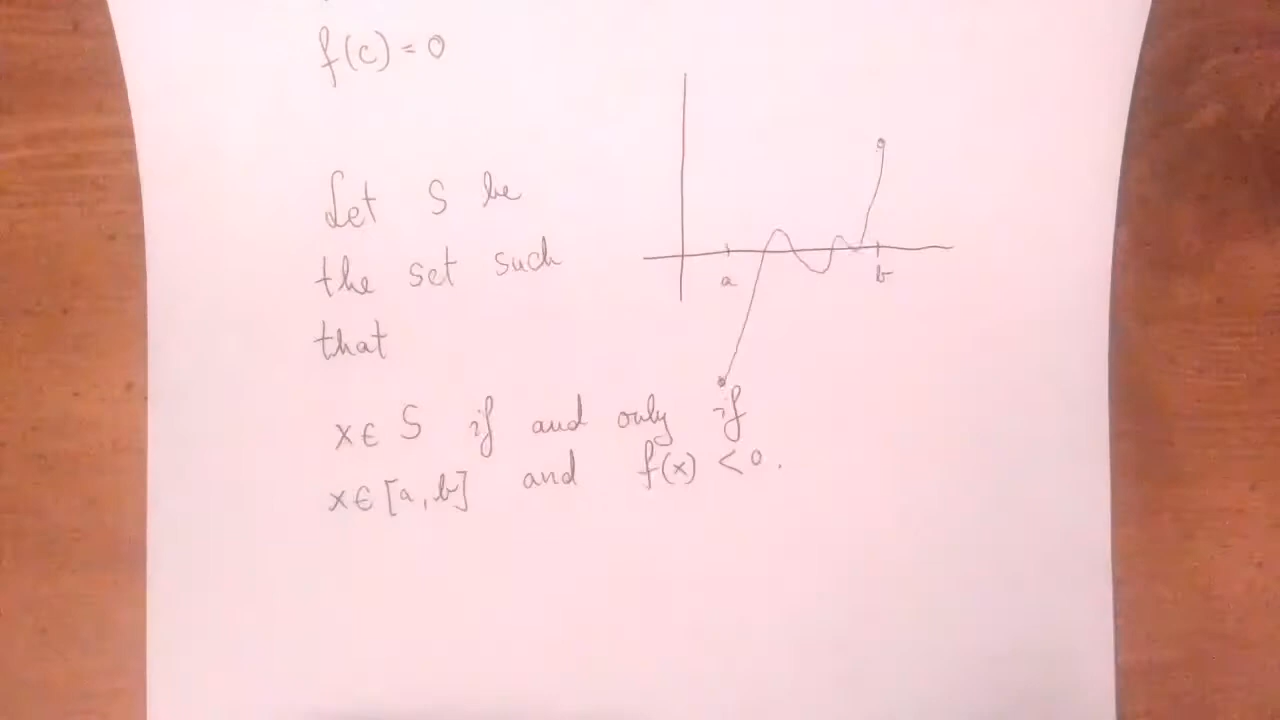 f(c) = 0
Let S be
the set such
that
a
b
x ∈ S if and only if
x ∈ [a, b] and f(x) < 0.